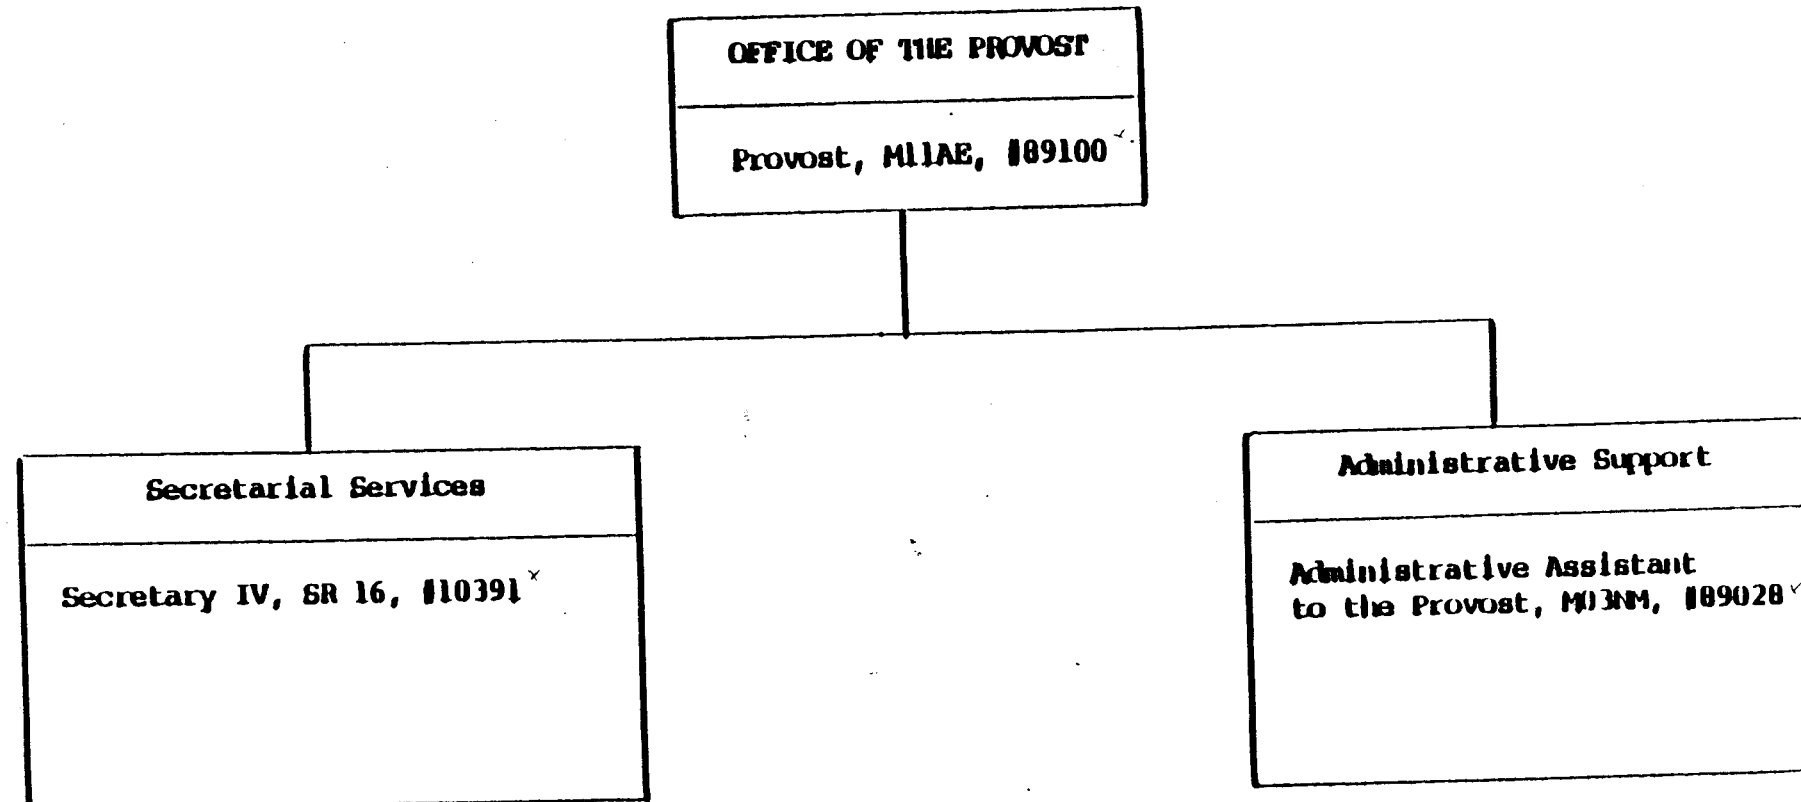 OFFICE OF THE PROVOST
Provost, M11AE, #89100
Secretarial Services
Secretary IV, SR 16, #10391
Administrative Support
Administrative Assistant
to the Provost, M03NM, #89028